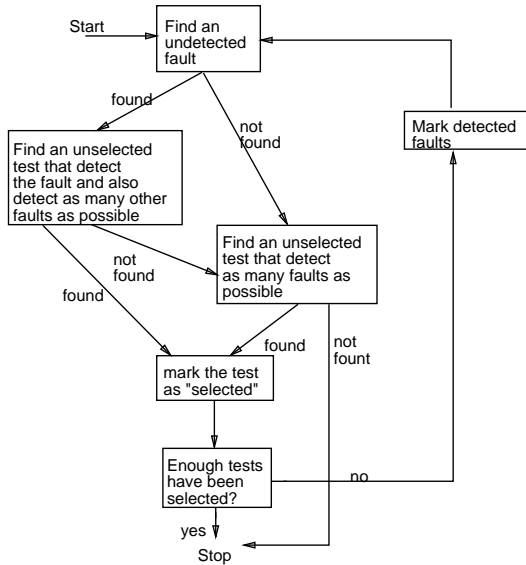 Start
Find an
undetected
fault
found
not
found
Mark detected
faults
Find an unselected
test that detect
the fault and also
detect as many other
faults as possible
Find an unselected
test that detect
as many faults as
possible
not
found
found
found
not
fount
mark the test
as "selected"
Enough tests
have been
selected?
no
yes
Stop